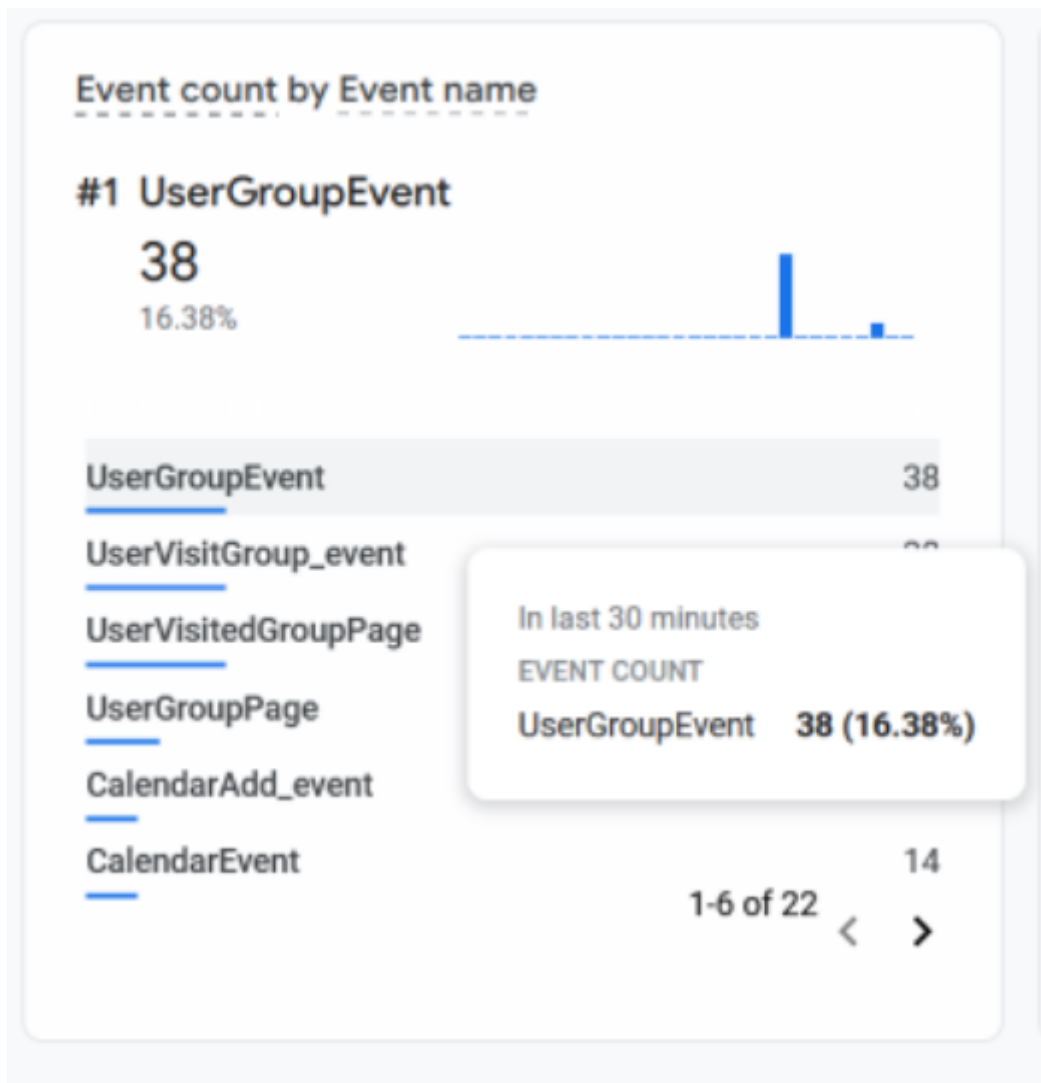 Event count by Event name
#1 UserGroupEvent
38
16.38%
UserGroupEvent 38
UserVisitGroup_event
UserVisitedGroupPage
UserGroupPage
CalendarAdd_event
CalendarEvent 14
In last 30 minutes
EVENT COUNT
UserGroupEvent 38 (16.38%)
1-6 of 22